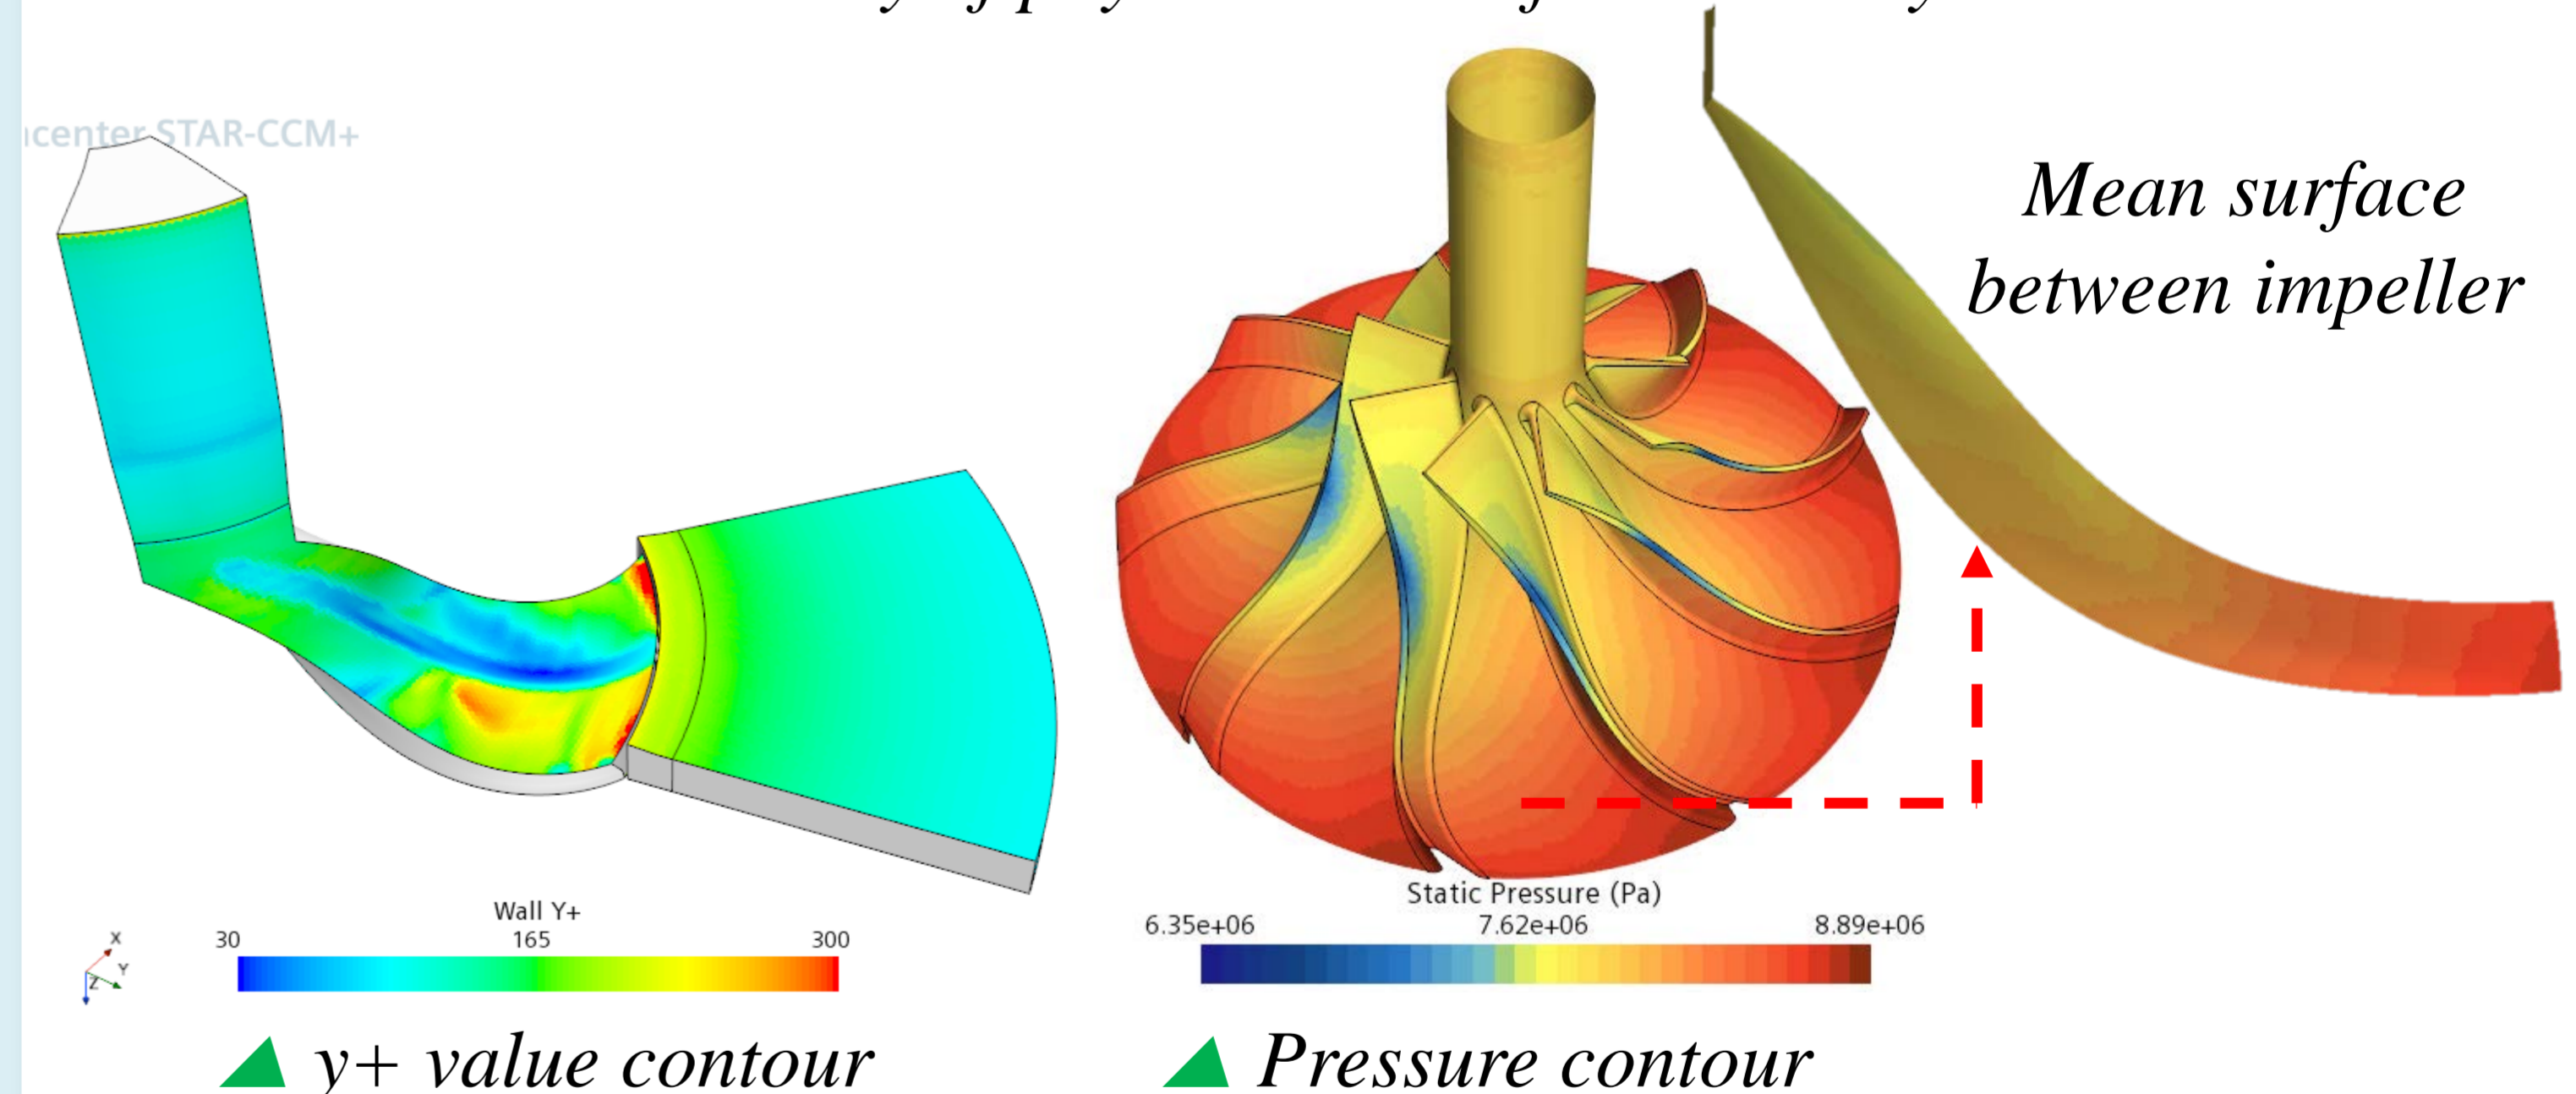 STAR-CCM+
Mean surface
between impeller
Wall Y+
30 165 300
X
Y
Z
Static Pressure (Pa)
6.35e+06 7.62e+06 8.89e+06
y+ value contour
Pressure contour